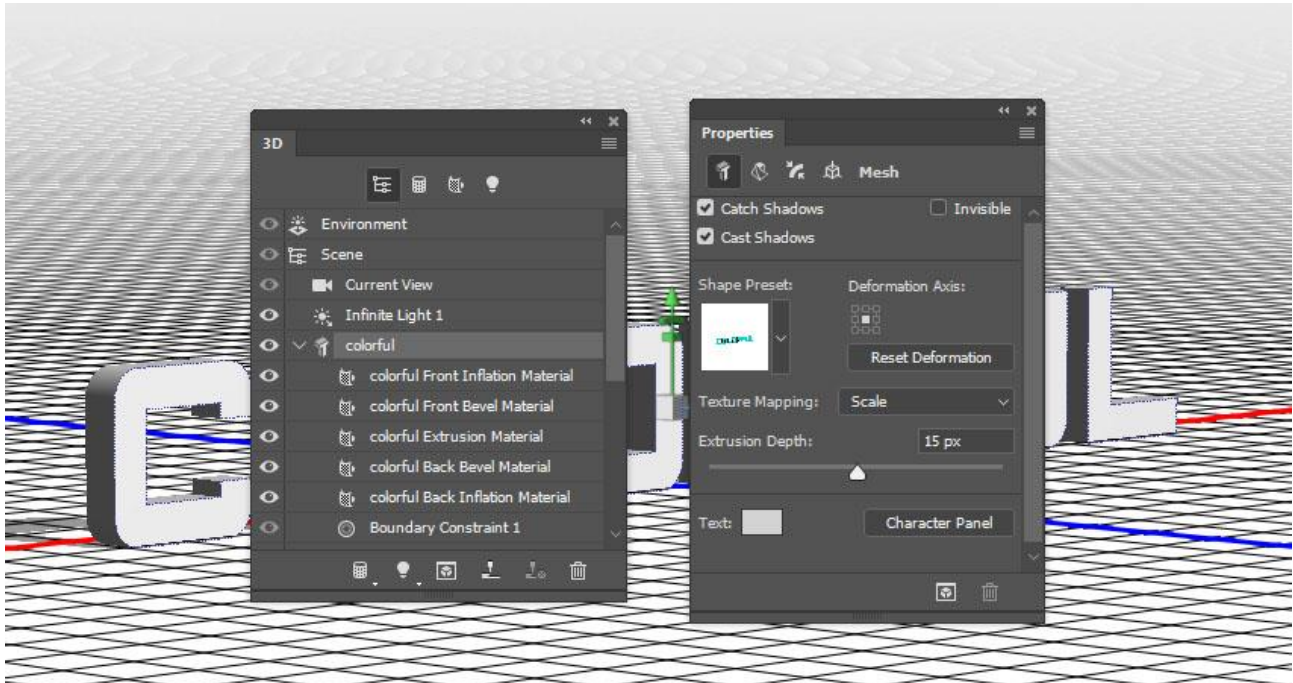 3D
Environment
Scene
Current View
Infinite Light 1
colorful
colorful Front Inflation Material
colorful Front Bevel Material
colorful Extrusion Material
colorful Back Bevel Material
colorful Back Inflation Material
Boundary Constraint 1
Properties
Mesh
Catch Shadows
Invisible
Cast Shadows
Shape Preset:
Deformation Axis:
Reset Deformation
Texture Mapping:
Scale
Extrusion Depth:
15 px
Text:
Character Panel